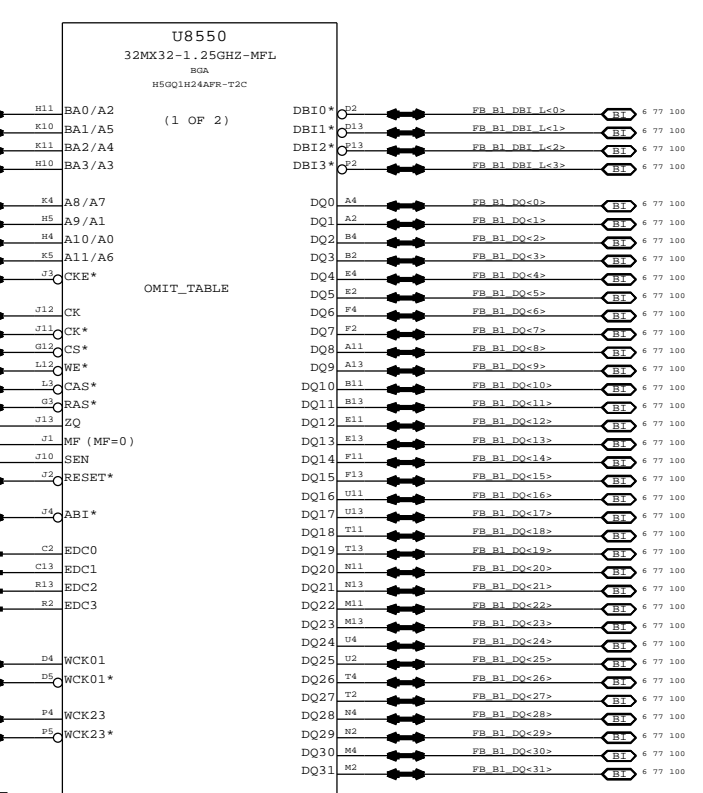 U8550
32MX32-1.25GHZ-MFL
BGA
H5GQ1H24AFR-T2C
(1 OF 2)
OMIT_TABLE
H11 BA0/A2
K10 BA1/A5
K11 BA2/A4
H10 BA3/A3
K4 A8/A7
H5 A9/A1
H4 A10/A0
K5 A11/A6
J3 CKE*
J12 CK
J11 CK*
G12 CS*
L12 WE*
L3 CAS*
G3 RAS*
J13 ZQ
J1 MF (MF=0)
J10 SEN
J2 RESET*
J4 ABI*
C2 EDC0
C13 EDC1
R13 EDC2
R2 EDC3
D4 WCK01
D5 WCK01*
P4 WCK23
P5 WCK23*
DBI0* D2 FB_B1_DBI_L<0> BI 6 77 100
DBI1* D13 FB_B1_DBI_L<1> BI 6 77 100
DBI2* P13 FB_B1_DBI_L<2> BI 6 77 100
DBI3* P2 FB_B1_DBI_L<3> BI 6 77 100
DQ0 A4 FB_B1_DQ<0> BI 6 77 100
DQ1 A2 FB_B1_DQ<1> BI 6 77 100
DQ2 B4 FB_B1_DQ<2> BI 6 77 100
DQ3 B2 FB_B1_DQ<3> BI 6 77 100
DQ4 E4 FB_B1_DQ<4> BI 6 77 100
DQ5 E2 FB_B1_DQ<5> BI 6 77 100
DQ6 F4 FB_B1_DQ<6> BI 6 77 100
DQ7 F2 FB_B1_DQ<7> BI 6 77 100
DQ8 A11 FB_B1_DQ<8> BI 6 77 100
DQ9 A13 FB_B1_DQ<9> BI 6 77 100
DQ10 B11 FB_B1_DQ<10> BI 6 77 100
DQ11 B13 FB_B1_DQ<11> BI 6 77 100
DQ12 E11 FB_B1_DQ<12> BI 6 77 100
DQ13 E13 FB_B1_DQ<13> BI 6 77 100
DQ14 F11 FB_B1_DQ<14> BI 6 77 100
DQ15 F13 FB_B1_DQ<15> BI 6 77 100
DQ16 U11 FB_B1_DQ<16> BI 6 77 100
DQ17 U13 FB_B1_DQ<17> BI 6 77 100
DQ18 T11 FB_B1_DQ<18> BI 6 77 100
DQ19 T13 FB_B1_DQ<19> BI 6 77 100
DQ20 N11 FB_B1_DQ<20> BI 6 77 100
DQ21 N13 FB_B1_DQ<21> BI 6 77 100
DQ22 M11 FB_B1_DQ<22> BI 6 77 100
DQ23 M13 FB_B1_DQ<23> BI 6 77 100
DQ24 U4 FB_B1_DQ<24> BI 6 77 100
DQ25 U2 FB_B1_DQ<25> BI 6 77 100
DQ26 T4 FB_B1_DQ<26> BI 6 77 100
DQ27 T2 FB_B1_DQ<27> BI 6 77 100
DQ28 N4 FB_B1_DQ<28> BI 6 77 100
DQ29 N2 FB_B1_DQ<29> BI 6 77 100
DQ30 M4 FB_B1_DQ<30> BI 6 77 100
DQ31 M2 FB_B1_DQ<31> BI 6 77 100